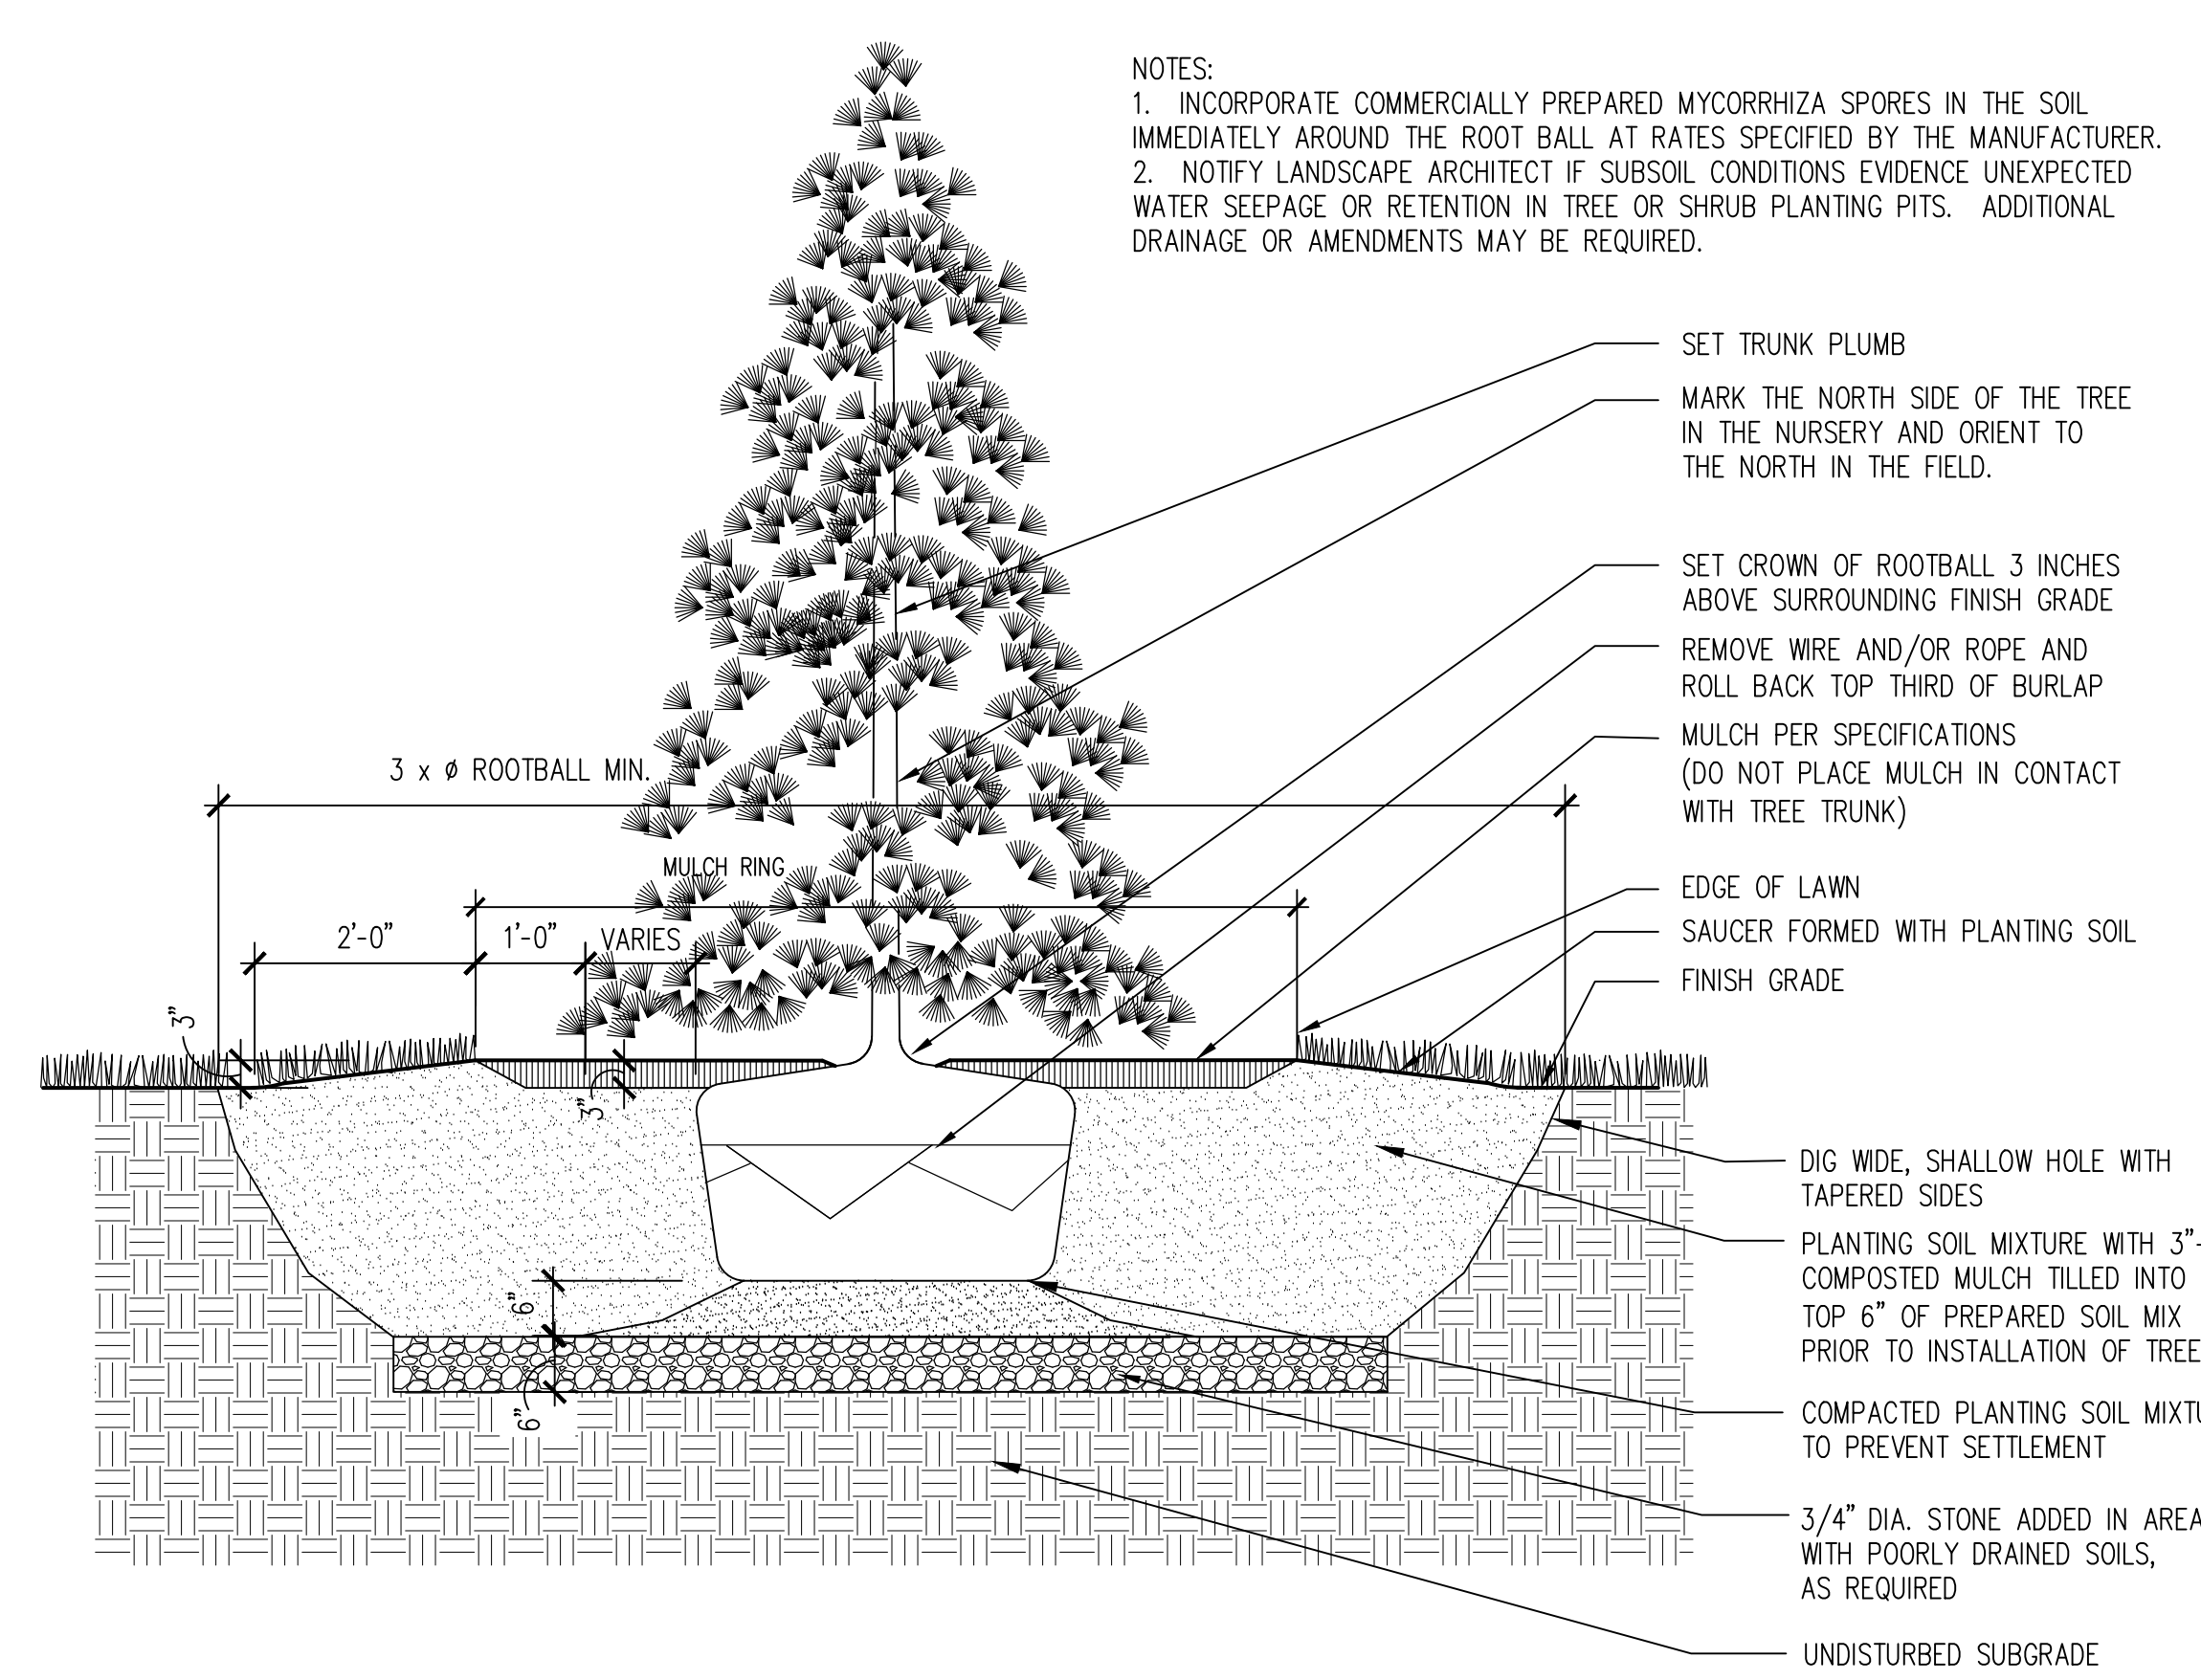 NOTES:
1. INCORPORATE COMMERCIALLY PREPARED MYCORRHIZA SPORES IN THE SOIL
IMMEDIATELY AROUND THE ROOT BALL AT RATES SPECIFIED BY THE MANUFACTURER.
2. NOTIFY LANDSCAPE ARCHITECT IF SUBSOIL CONDITIONS EVIDENCE UNEXPECTED
WATER SEEPAGE OR RETENTION IN TREE OR SHRUB PLANTING PITS. ADDITIONAL
DRAINAGE OR AMENDMENTS MAY BE REQUIRED.
SET TRUNK PLUMB
MARK THE NORTH SIDE OF THE TREE
IN THE NURSERY AND ORIENT TO
THE NORTH IN THE FIELD.
SET CROWN OF ROOTBALL 3 INCHES
ABOVE SURROUNDING FINISH GRADE
REMOVE WIRE AND/OR ROPE AND
ROLL BACK TOP THIRD OF BURLAP
MULCH PER SPECIFICATIONS
(DO NOT PLACE MULCH IN CONTACT
WITH TREE TRUNK)
EDGE OF LAWN
SAUCER FORMED WITH PLANTING SOIL
FINISH GRADE
3 x ø ROOTBALL MIN.
MULCH RING
2'-0"
1'-0"
VARIES
3"
3"
6"
6"
DIG WIDE, SHALLOW HOLE WITH
TAPERED SIDES
PLANTING SOIL MIXTURE WITH 3"-
COMPOSTED MULCH TILLED INTO
TOP 6" OF PREPARED SOIL MIX
PRIOR TO INSTALLATION OF TREE
COMPACTED PLANTING SOIL
TO PREVENT SETTLEMENT
3/4" DIA. STONE ADDED IN
WITH POORLY DRAINED SOILS,
AS REQUIRED
UNDISTURBED SUBGRADE